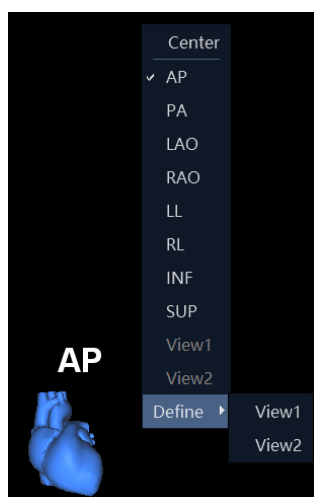 Center
AP
PA
LAO
RAO
LL
RL
INF
SUP
View1
View2
Define
View1
View2
AP